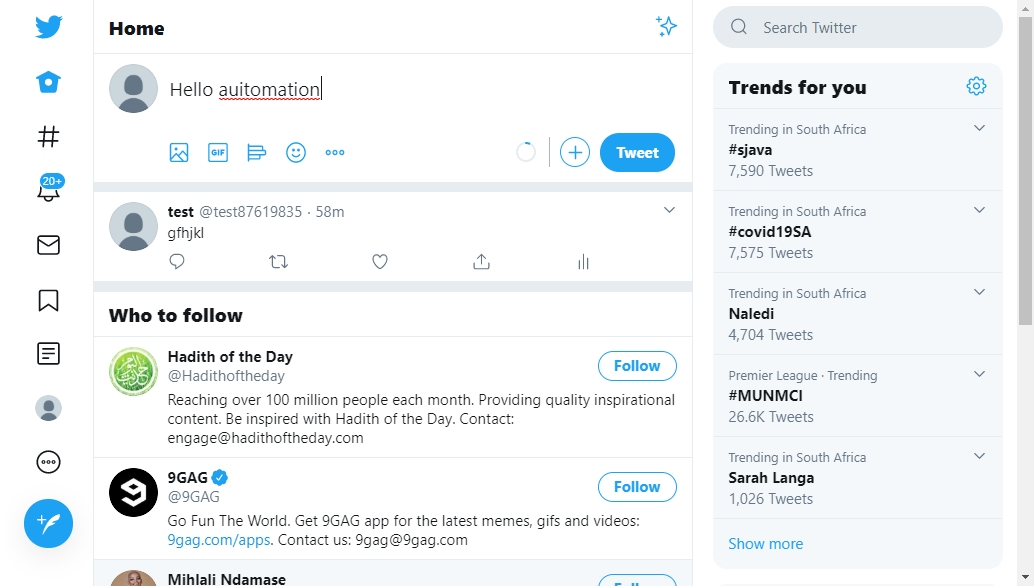 Home
Hello auitomation
GIF
Tweet
20+
test @test87619835 · 58m
gfhjkl
Who to follow
Hadith of the Day
@Hadithoftheday
Follow
Reaching over 100 million people each month. Providing quality inspirational
content. Be inspired with Hadith of the Day. Contact:
engage@hadithoftheday.com
9GAG
@9GAG
Follow
Go Fun The World. Get 9GAG app for the latest memes, gifs and videos:
9gag.com/apps. Contact us: 9gag@9gag.com
Mihlali Ndamase
Follow
Search Twitter
Trends for you
Trending in South Africa
#sjava
7,590 Tweets
Trending in South Africa
#covid19SA
7,575 Tweets
Trending in South Africa
Naledi
4,704 Tweets
Premier League · Trending
#MUNMCI
26.6K Tweets
Trending in South Africa
Sarah Langa
1,026 Tweets
Show more